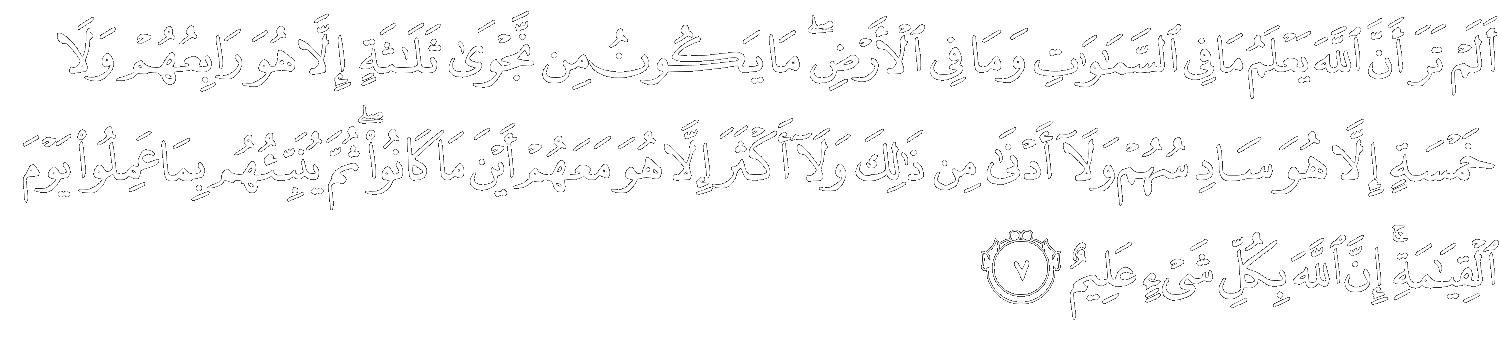 أَلَمْ تَرَ أَنَّ ٱللَّهَ يَعْلَمُ مَا فِى ٱلسَّمَٰوَٰتِ وَمَا فِى ٱلْأَرْضِ ۖ مَا يَكُونُ مِن نَّجْوَىٰ ثَلَٰثَةٍ إِلَّا هُوَ رَابِعُهُمْ وَلَا
خَمْسَةٍ إِلَّا هُوَ سَادِسُهُمْ وَلَآ أَدْنَىٰ مِن ذَٰلِكَ وَلَآ أَكْثَرَ إِلَّا هُوَ مَعَهُمْ أَيْنَ مَا كَانُوا۟ ۖ ثُمَّ يُنَبِّئُهُم بِمَا عَمِلُوا۟ يَوْمَ
ٱلْقِيَٰمَةِ ۚ إِنَّ ٱللَّهَ بِكُلِّ شَىْءٍ عَلِيمٌ ٧